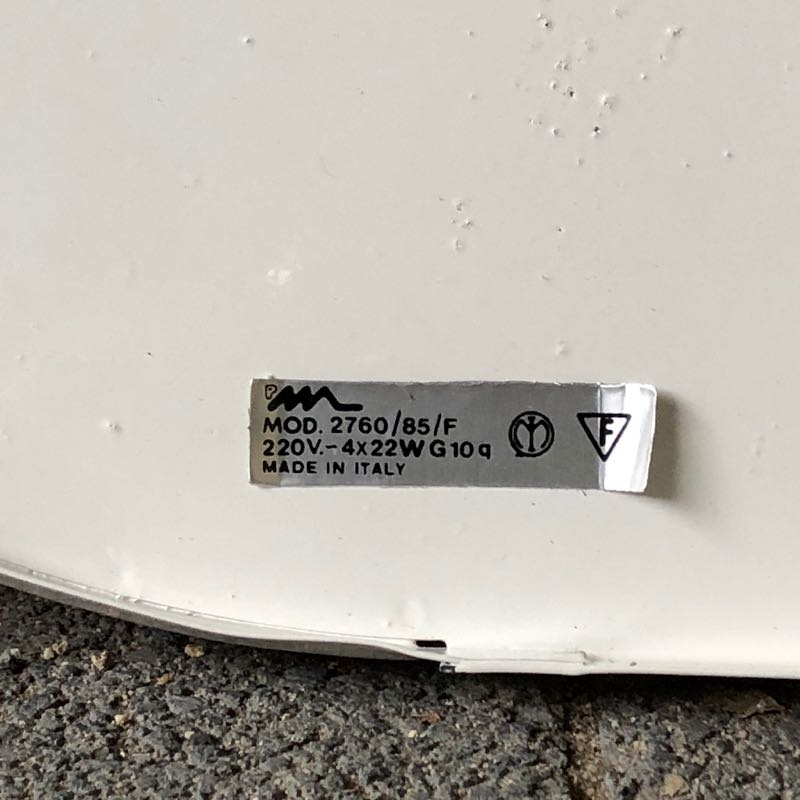 MOD. 2760/85/F
220V.~4X22W G10q
MADE IN ITALY
F